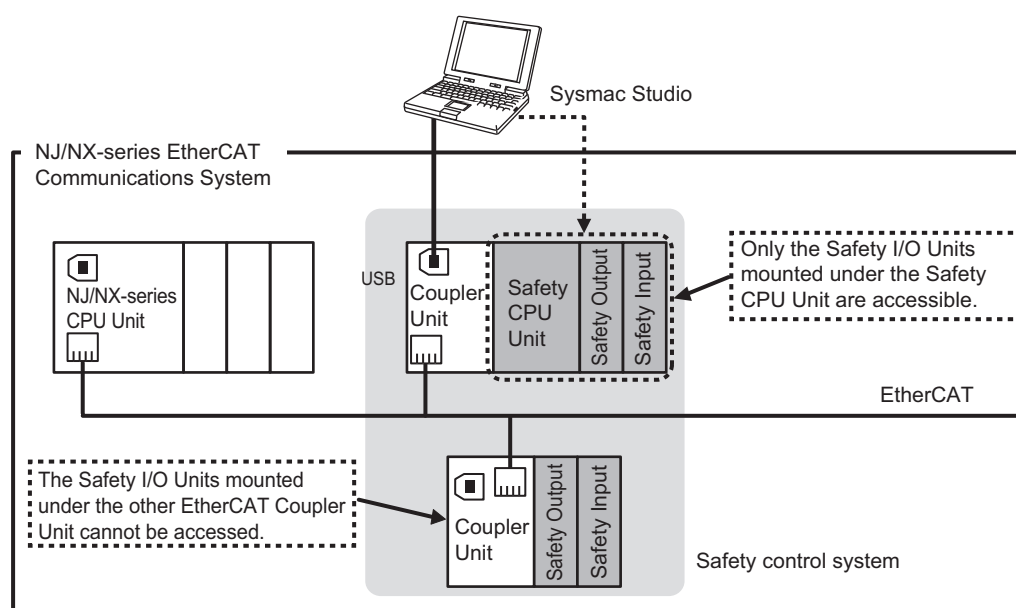 Sysmac Studio
NJ/NX-series EtherCAT
Communications System
NJ/NX-series
CPU Unit
USB
Coupler
Unit
Safety
CPU
Unit
Safety Output
Safety Input
Only the Safety I/O Units
mounted under the Safety
CPU Unit are accessible.
EtherCAT
The Safety I/O Units mounted
under the other EtherCAT Coupler
Unit cannot be accessed.
Coupler
Unit
Safety Output
Safety Input
Safety control system